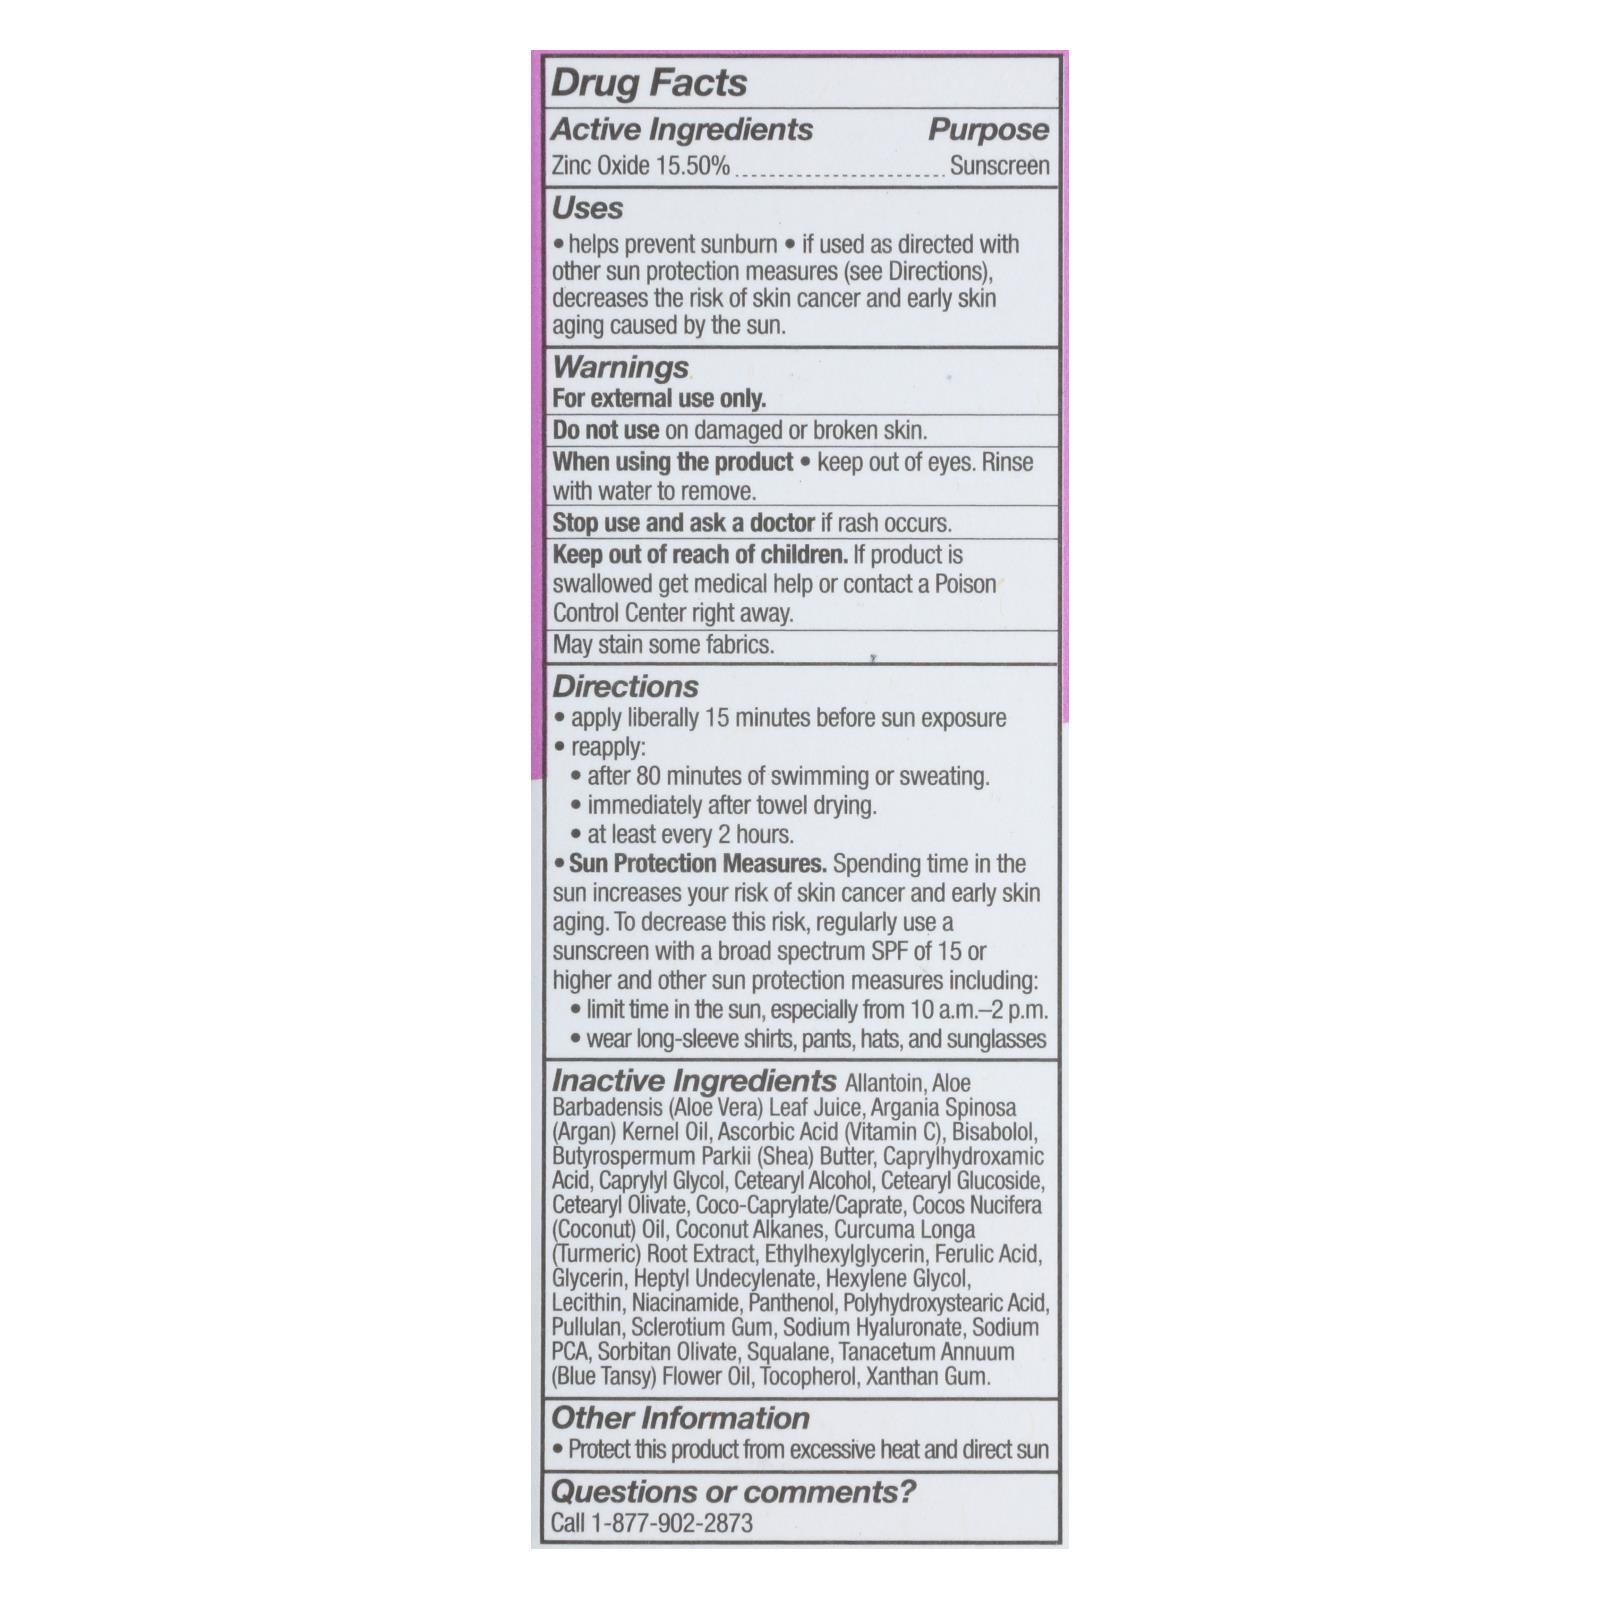 Drug Facts
Active Ingredients Purpose
Zinc Oxide 15.50% ........................ Sunscreen
Uses
• helps prevent sunburn • if used as directed with
other sun protection measures (see Directions),
decreases the risk of skin cancer and early skin
aging caused by the sun.
Warnings
For external use only.
Do not use on damaged or broken skin.
When using the product • keep out of eyes. Rinse
with water to remove.
Stop use and ask a doctor if rash occurs.
Keep out of reach of children. If product is
swallowed get medical help or contact a Poison
Control Center right away.
May stain some fabrics.
Directions
• apply liberally 15 minutes before sun exposure
• reapply:
• after 80 minutes of swimming or sweating.
• immediately after towel drying.
• at least every 2 hours.
• Sun Protection Measures. Spending time in the
sun increases your risk of skin cancer and early skin
aging. To decrease this risk, regularly use a
sunscreen with a broad spectrum SPF of 15 or
higher and other sun protection measures including:
• limit time in the sun, especially from 10 a.m.–2 p.m.
• wear long-sleeve shirts, pants, hats, and sunglasses
Inactive Ingredients Allantoin, Aloe
Barbadensis (Aloe Vera) Leaf Juice, Argania Spinosa
(Argan) Kernel Oil, Ascorbic Acid (Vitamin C), Bisabolol,
Butyrospermum Parkii (Shea) Butter, Caprylhydroxamic
Acid, Caprylyl Glycol, Cetearyl Alcohol, Cetearyl Glucoside,
Cetearyl Olivate, Coco-Caprylate/Caprate, Cocos Nucifera
(Coconut) Oil, Coconut Alkanes, Curcuma Longa
(Turmeric) Root Extract, Ethylhexylglycerin, Ferulic Acid,
Glycerin, Heptyl Undecylenate, Hexylene Glycol,
Lecithin, Niacinamide, Panthenol, Polyhydroxystearic Acid,
Pullulan, Sclerotium Gum, Sodium Hyaluronate, Sodium
PCA, Sorbitan Olivate, Squalane, Tanacetum Annuum
(Blue Tansy) Flower Oil, Tocopherol, Xanthan Gum.
Other Information
• Protect this product from excessive heat and direct sun
Questions or comments?
Call 1-877-902-2873